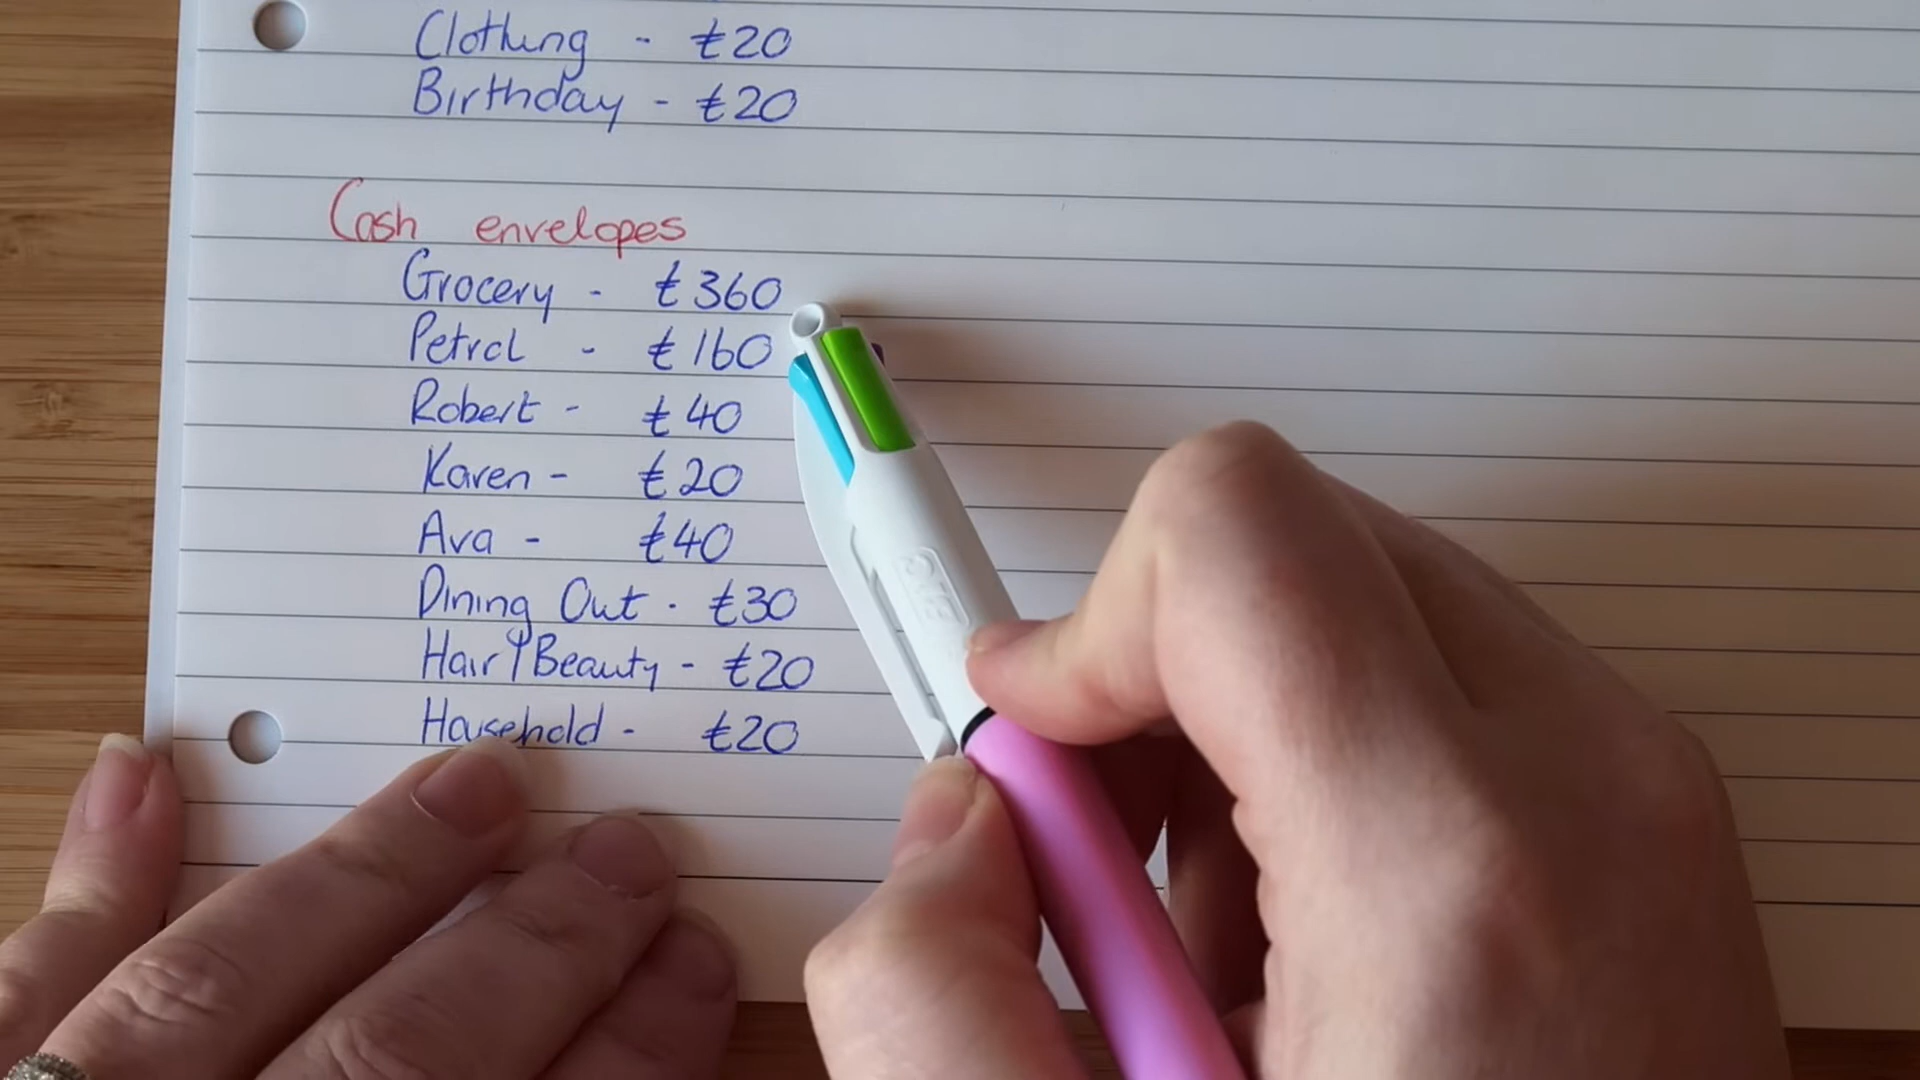 Clothing - £20
Birthday - £20
Cash envelopes
Grocery - £360
Petrol - £160
Robert - £40
Karen - £20
Ava - £40
Dining Out - £30
Hair & Beauty - £20
Household - £20
BIC